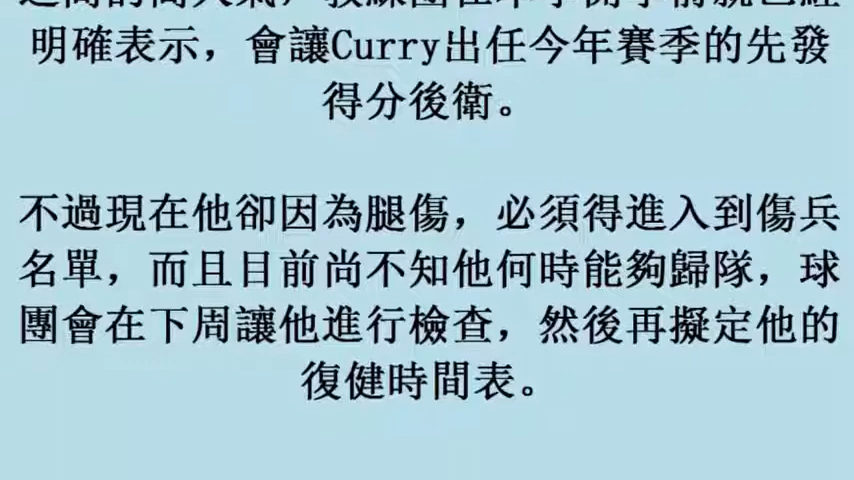 明確表示，會讓Curry出任今年賽季的先發
得分後衛。
不過現在他卻因為腿傷，必須得進入到傷兵
名單，而且目前尚不知他何時能夠歸隊，球
團會在下周讓他進行檢查，然後再擬定他的
復健時間表。